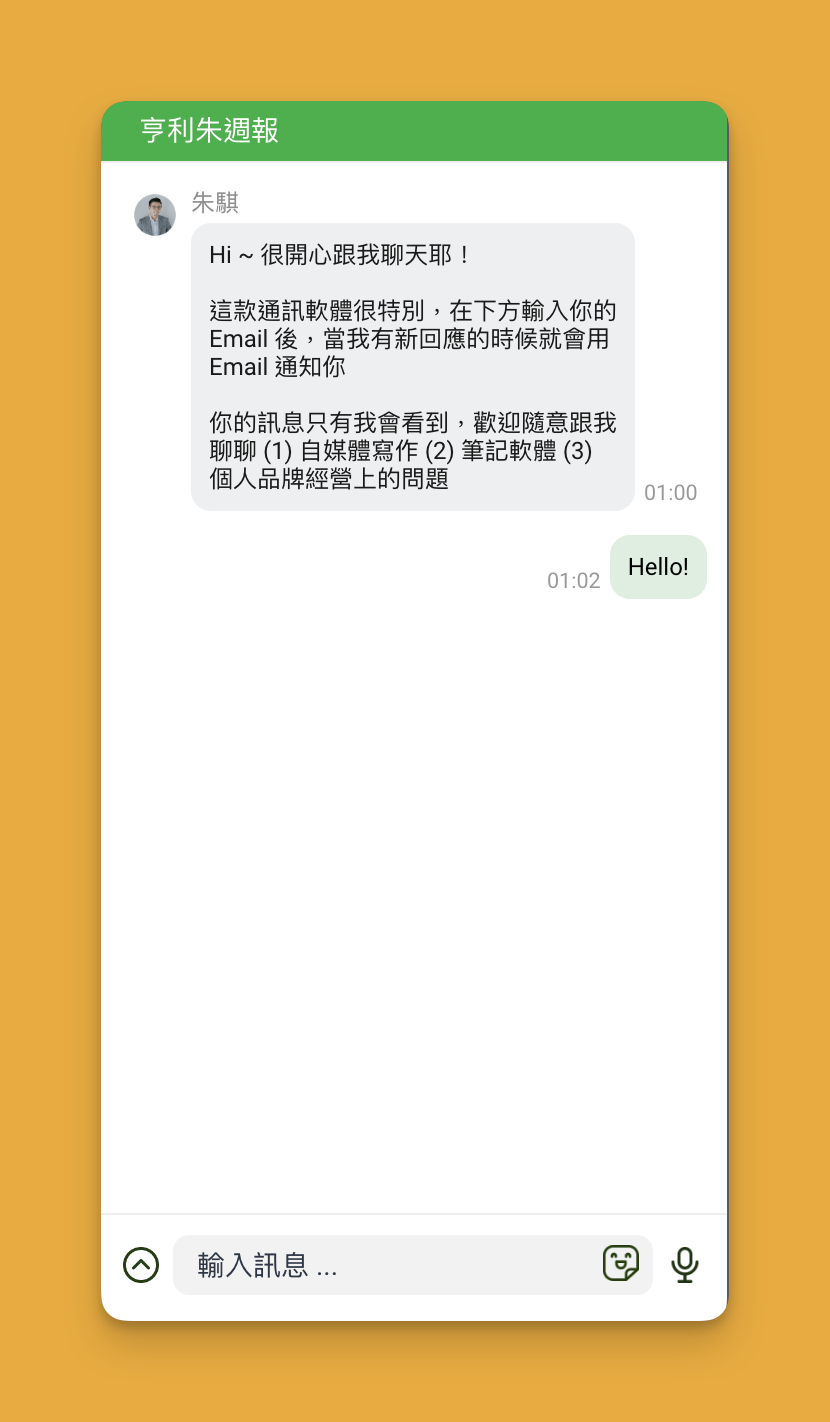 亨利朱週報
朱騏
Hi ~ 很開心跟我聊天耶！
這款通訊軟體很特別，在下方輸入你的
Email 後，當我有新回應的時候就會用
Email 通知你
你的訊息只有我會看到，歡迎隨意跟我
聊聊 (1) 自媒體寫作 (2) 筆記軟體 (3)
個人品牌經營上的問題
01:00
Hello!
01:02
輸入訊息 ...